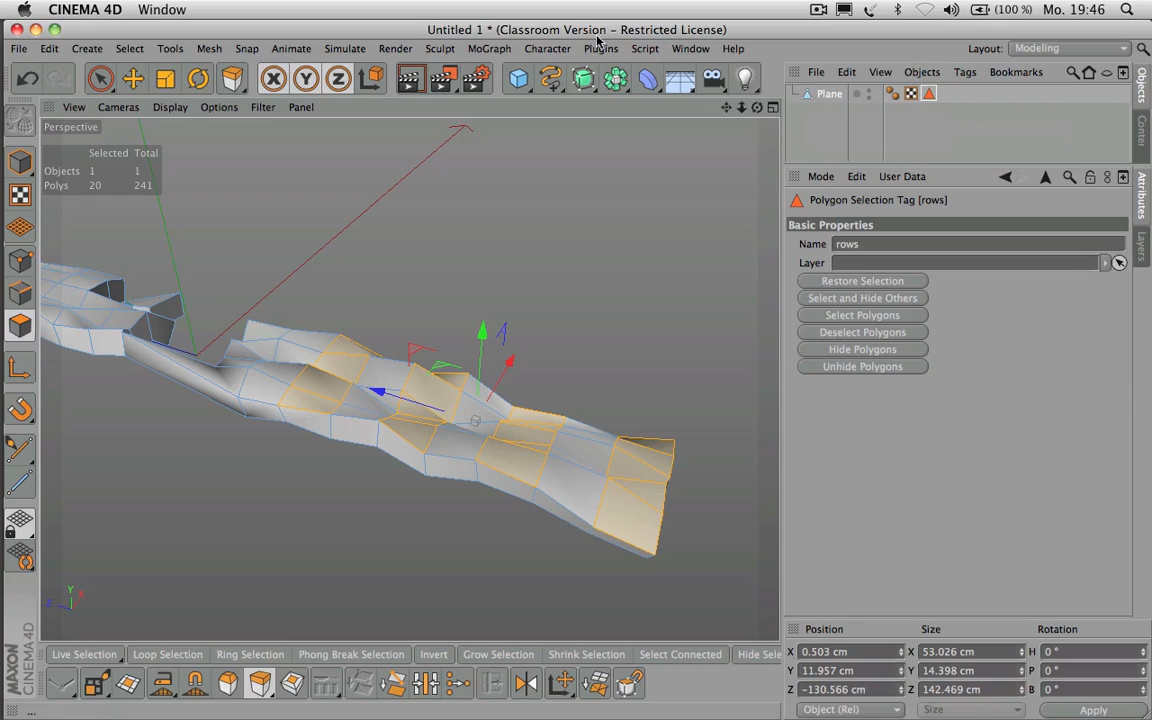 CINEMA 4D Window (100 %) Mo. 19:46
Untitled 1 * (Classroom Version – Restricted License)
File Edit Create Select Tools Mesh Snap Animate Simulate Render Sculpt MoGraph Character Plugins Script Window Help Layout: Modeling
X Y Z
File Edit View Objects Tags Bookmarks
Plane
View Cameras Display Options Filter Panel
Perspective
Selected Total
Objects 1 1
Polys 20 241
Objects
Conter
Mode Edit User Data
Attributes
Layers
Polygon Selection Tag [rows]
Basic Properties
Name rows
Layer
Restore Selection
Select and Hide Others
Select Polygons
Deselect Polygons
Hide Polygons
Unhide Polygons
Y
X
Z
Position Size Rotation
X 0.503 cm X 53.026 cm H 0 °
Y 11.957 cm Y 14.398 cm P 0 °
Z -130.566 cm Z 142.469 cm B 0 °
Object (Rel) Size Apply
Live Selection Loop Selection Ring Selection Phong Break Selection Invert Grow Selection Shrink Selection Select Connected Hide Sele
MAXON
CINEMA 4D
...